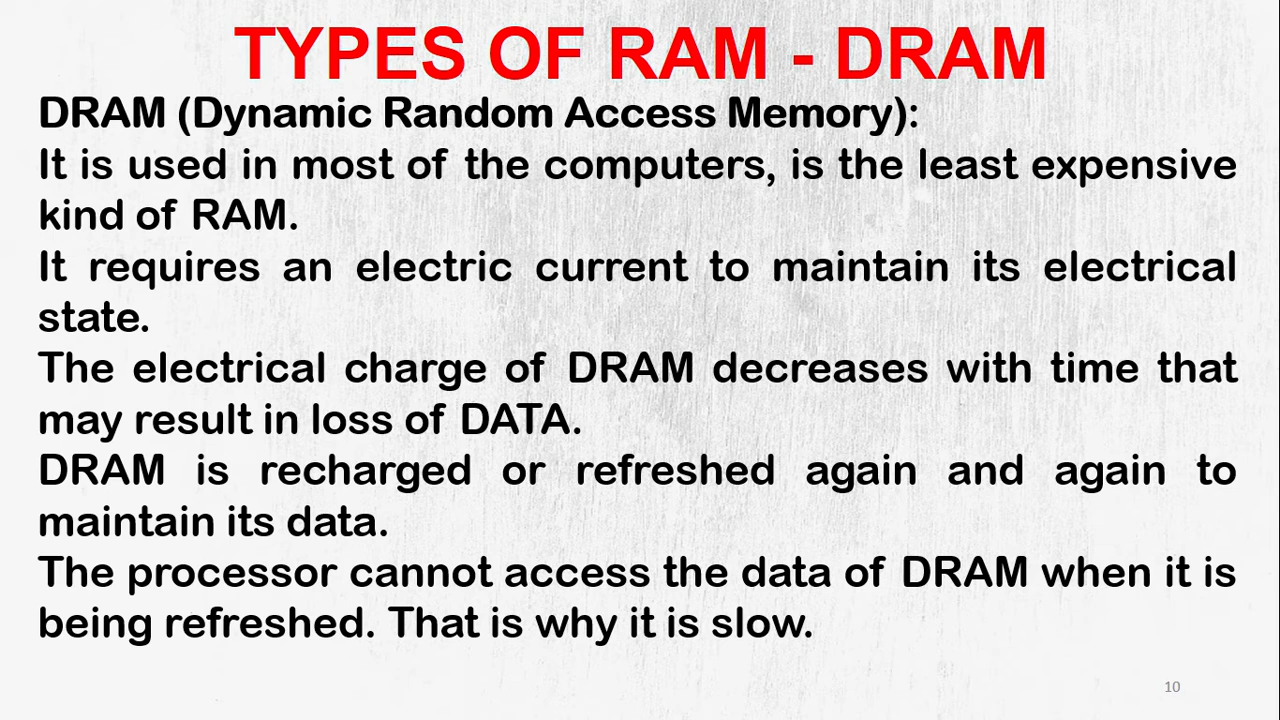 TYPES OF RAM - DRAM
DRAM (Dynamic Random Access Memory):
It is used in most of the computers, is the least expensive
kind of RAM.
It requires an electric current to maintain its electrical
state.
The electrical charge of DRAM decreases with time that
may result in loss of DATA.
DRAM is recharged or refreshed again and again to
maintain its data.
The processor cannot access the data of DRAM when it is
being refreshed. That is why it is slow.
10